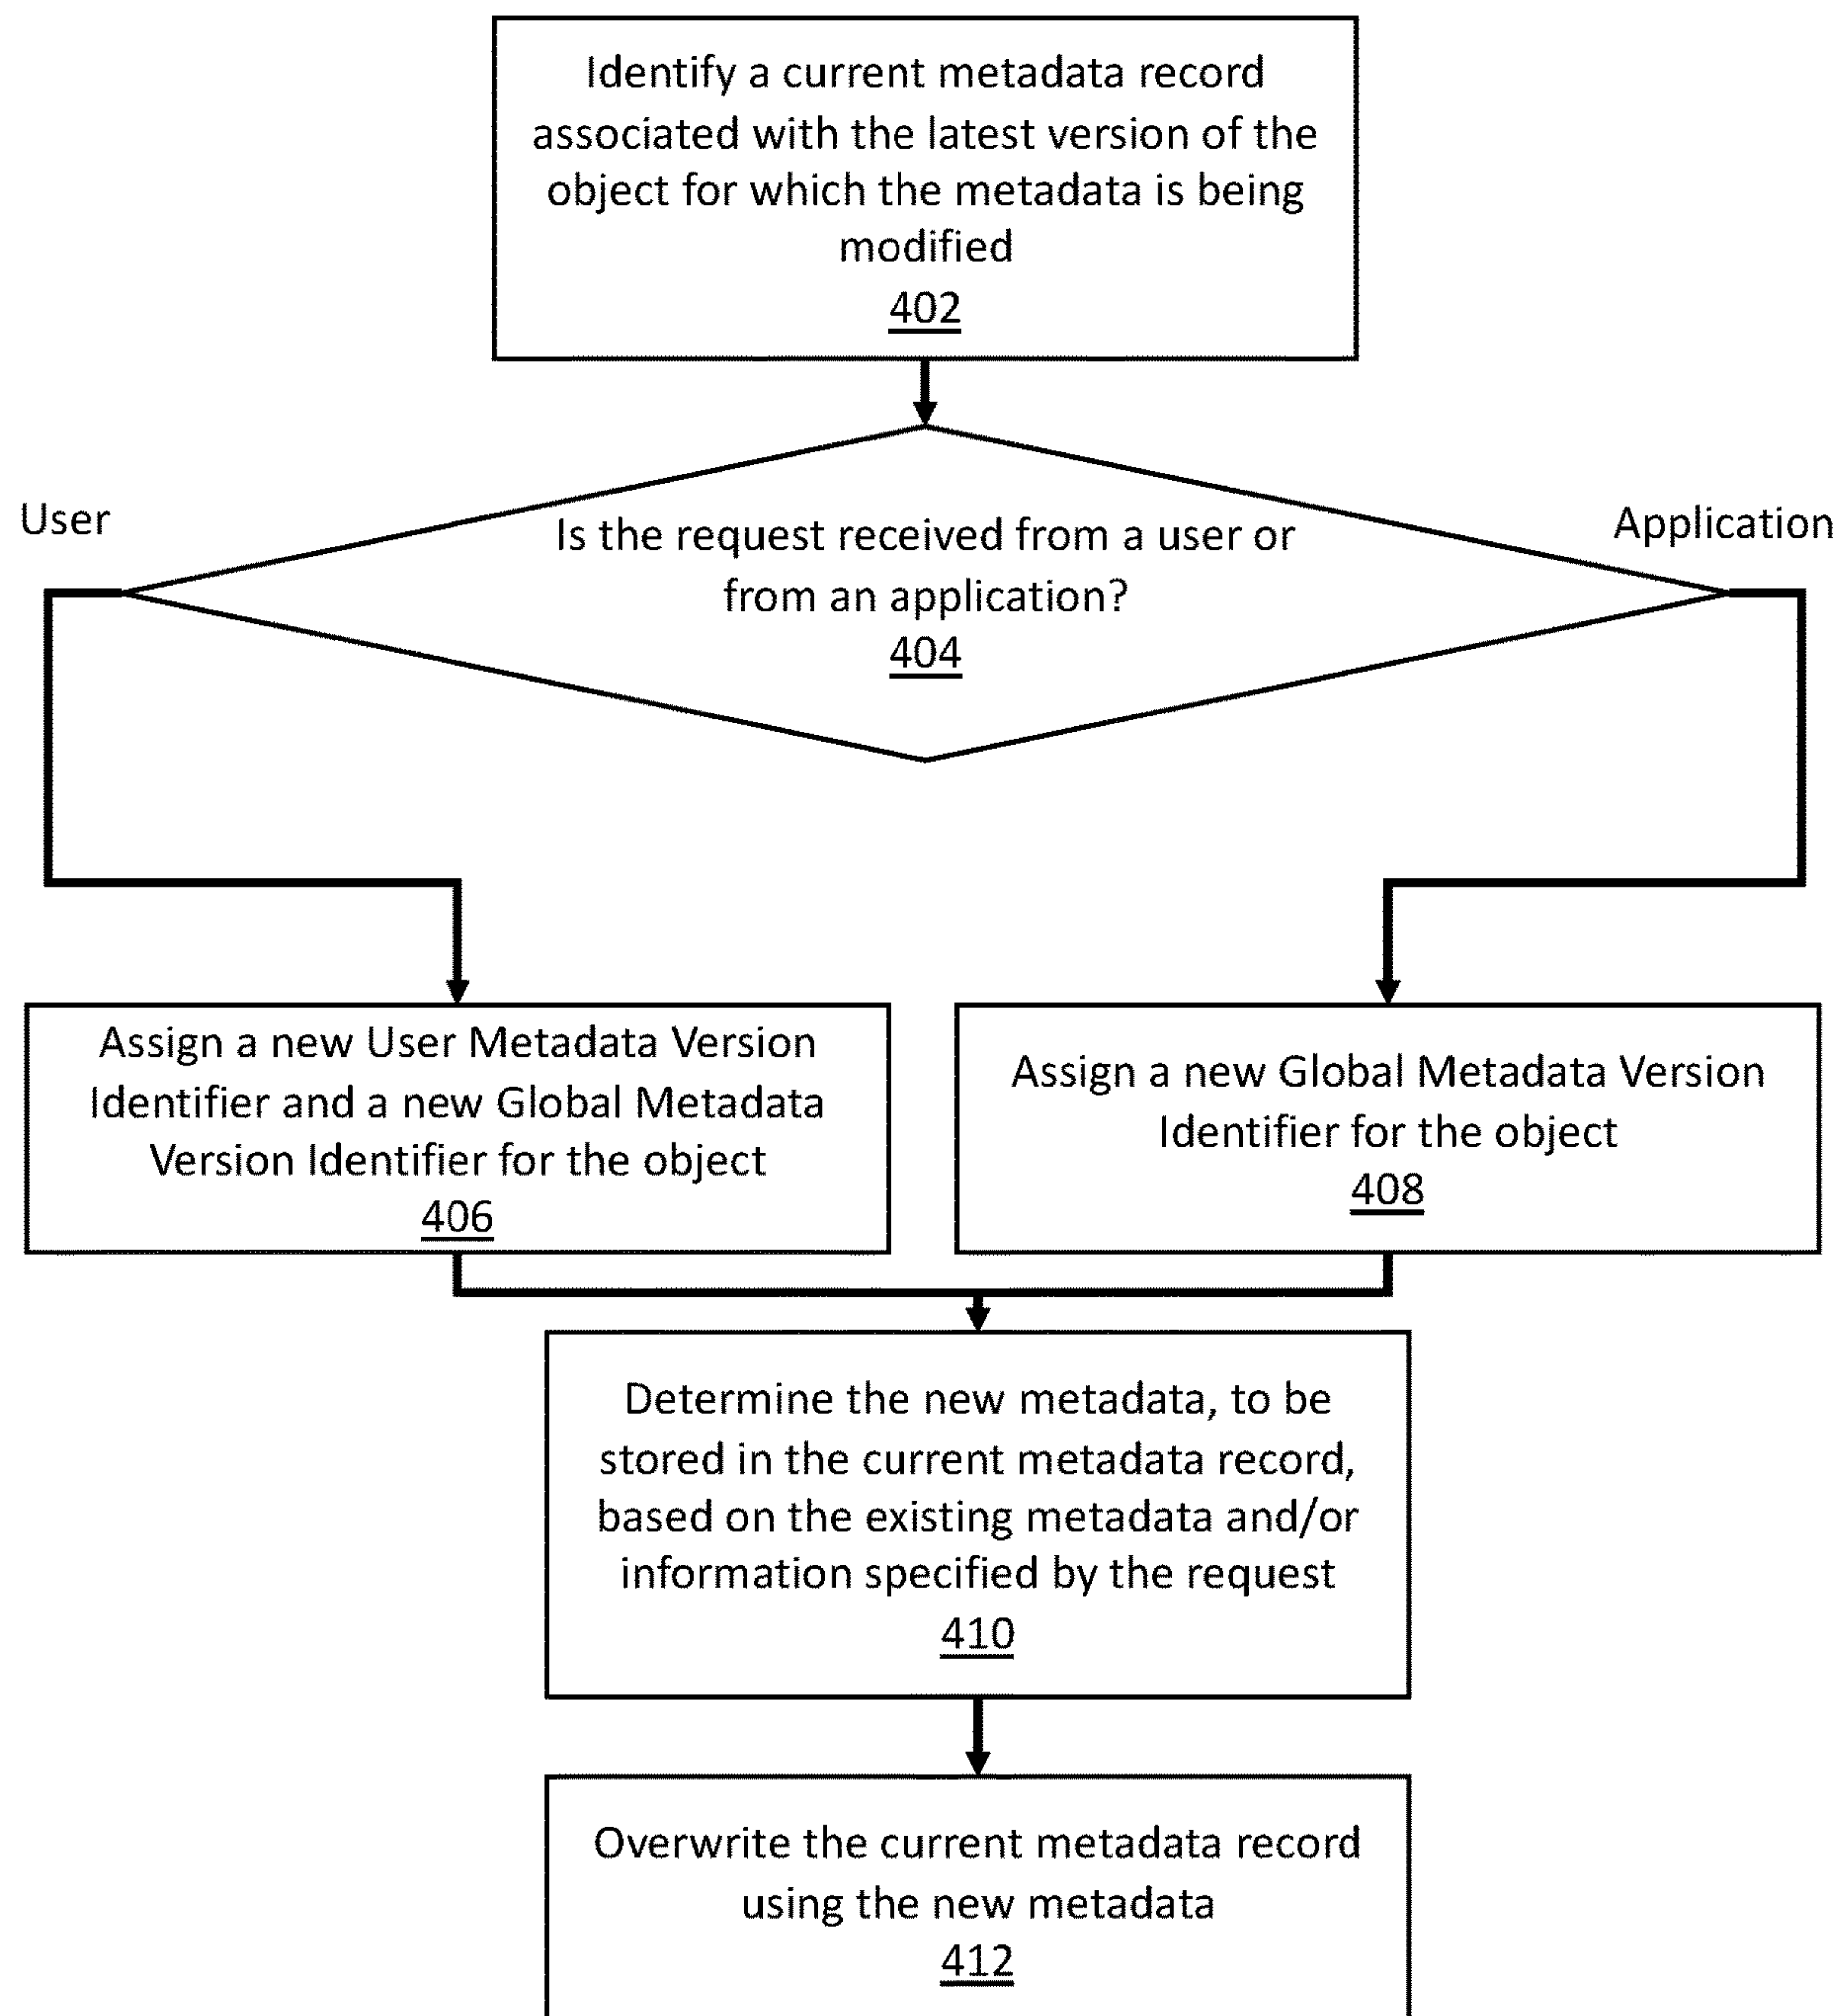 Identify a current metadata record
associated with the latest version of the
object for which the metadata is being
modified
402
User
Application
Is the request received from a user or
from an application?
404
Assign a new User Metadata Version
Identifier and a new Global Metadata
Version Identifier for the object
406
Assign a new Global Metadata Version
Identifier for the object
408
Determine the new metadata, to be
stored in the current metadata record,
based on the existing metadata and/or
information specified by the request
410
Overwrite the current metadata record
using the new metadata
412